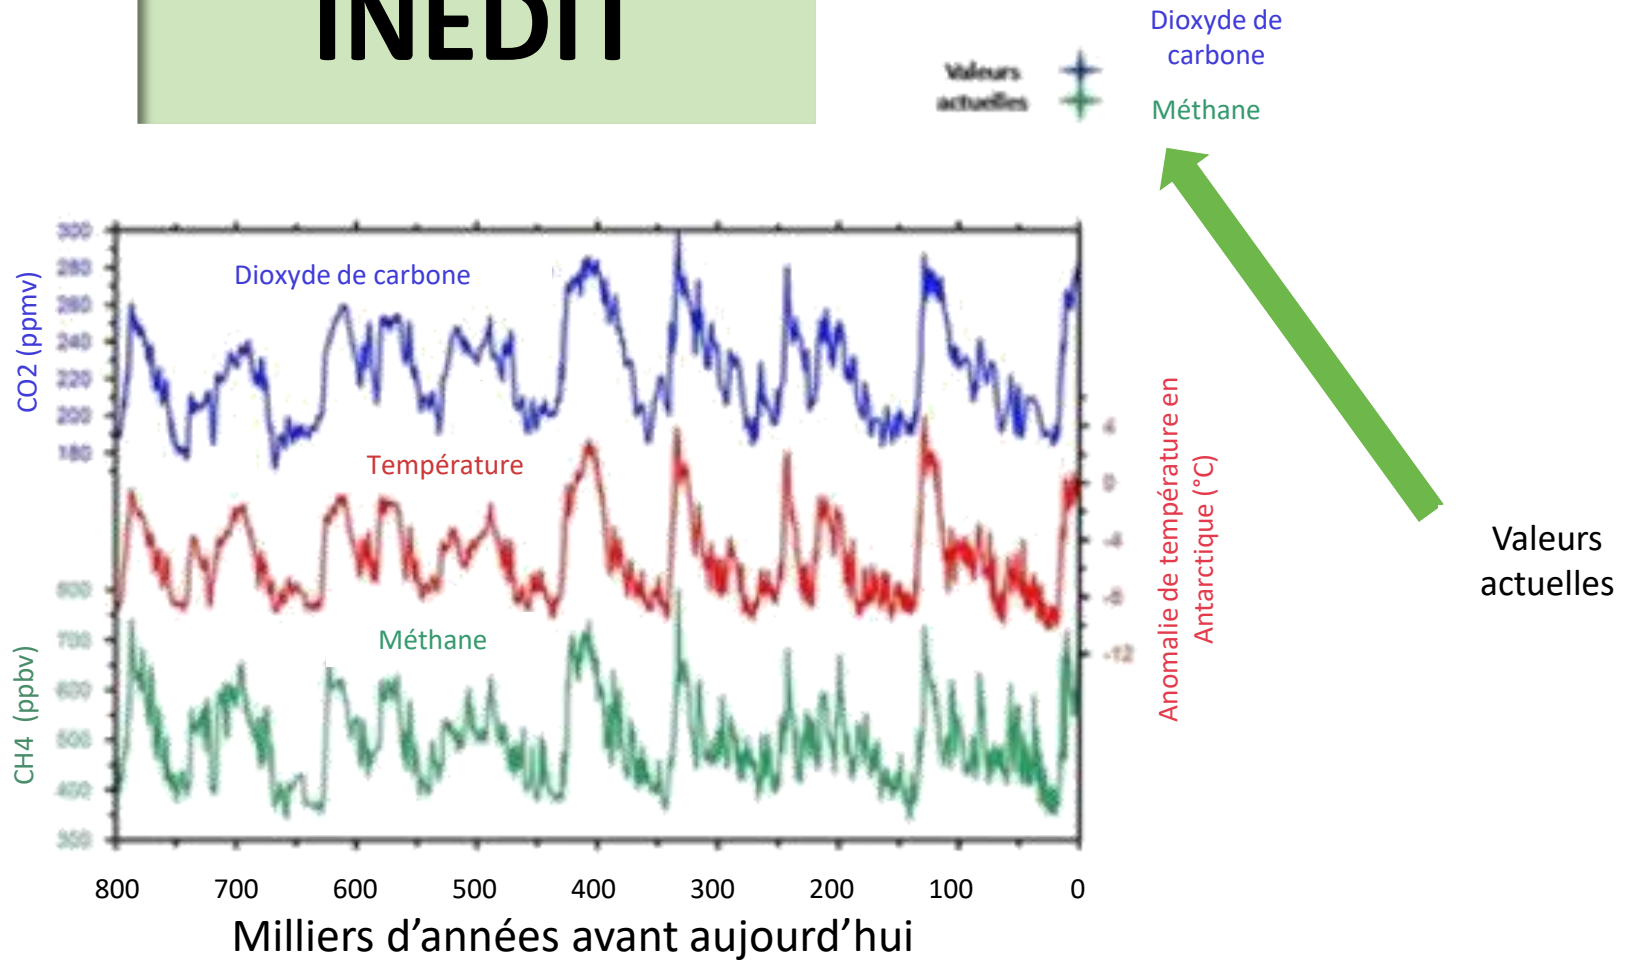 INÉDIT
Dioxyde de
carbone
Valeurs
actuelles
Méthane
300
280
260
240
220
200
180
CO2 (ppmv)
Dioxyde de carbone
Température
Méthane
800
700
600
500
400
300
CH4 (ppbv)
4
0
-4
-8
-12
Anomalie de température en
Antarctique (°C)
Valeurs
actuelles
800 700 600 500 400 300 200 100 0
Milliers d’années avant aujourd’hui